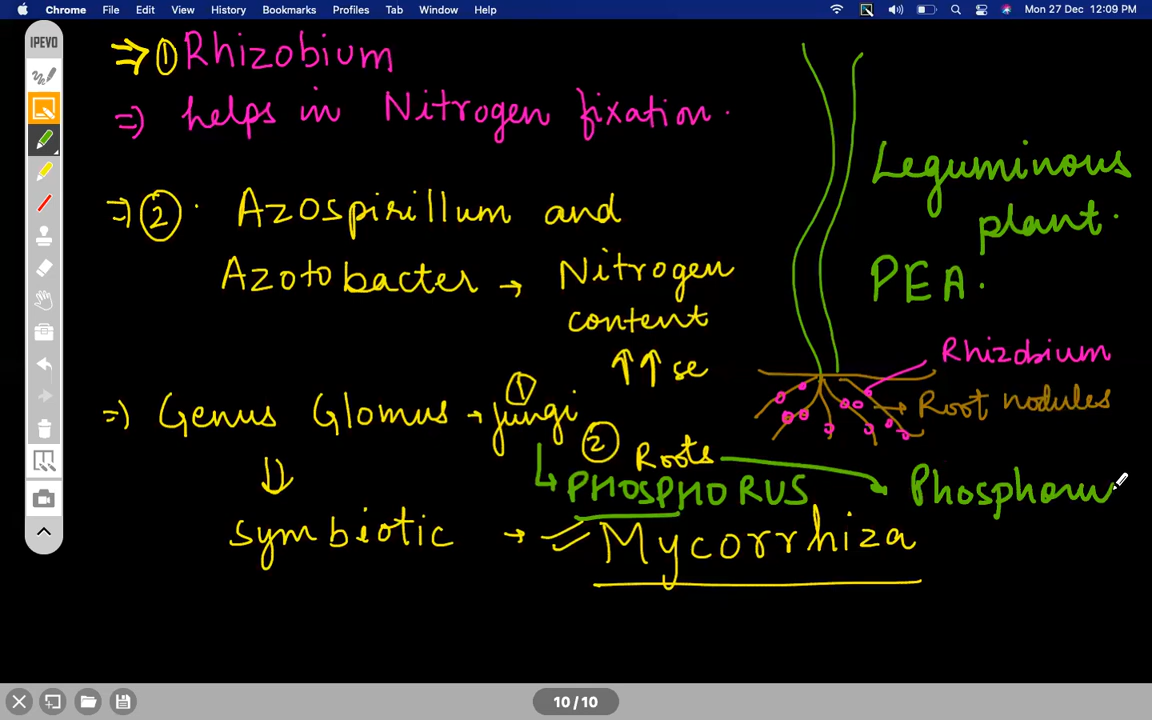 Chrome File Edit View History Bookmarks Profiles Tab Window Help Mon 27 Dec 12:09 PM
IPEVO
⇒ ① Rhizobium
⇒ helps in Nitrogen fixation.
⇒ ② · Azospirillum and
Azotobacter → Nitrogen
content
↑↑se
Leguminous
plant.
PEA.
Rhizobium
Root nodules
⇒ Genus Glomus → fungi ①
② Roots
↳ PHOSPHORUS
Phosphoru
symbiotic → Mycorrhiza
10 / 10